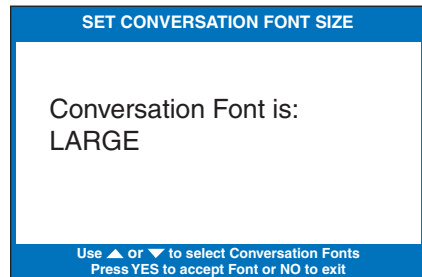 SET CONVERSATION FONT SIZE
Conversation Font is:
LARGE
Use ▲ or ▼ to select Conversation Fonts
Press YES to accept Font or NO to exit